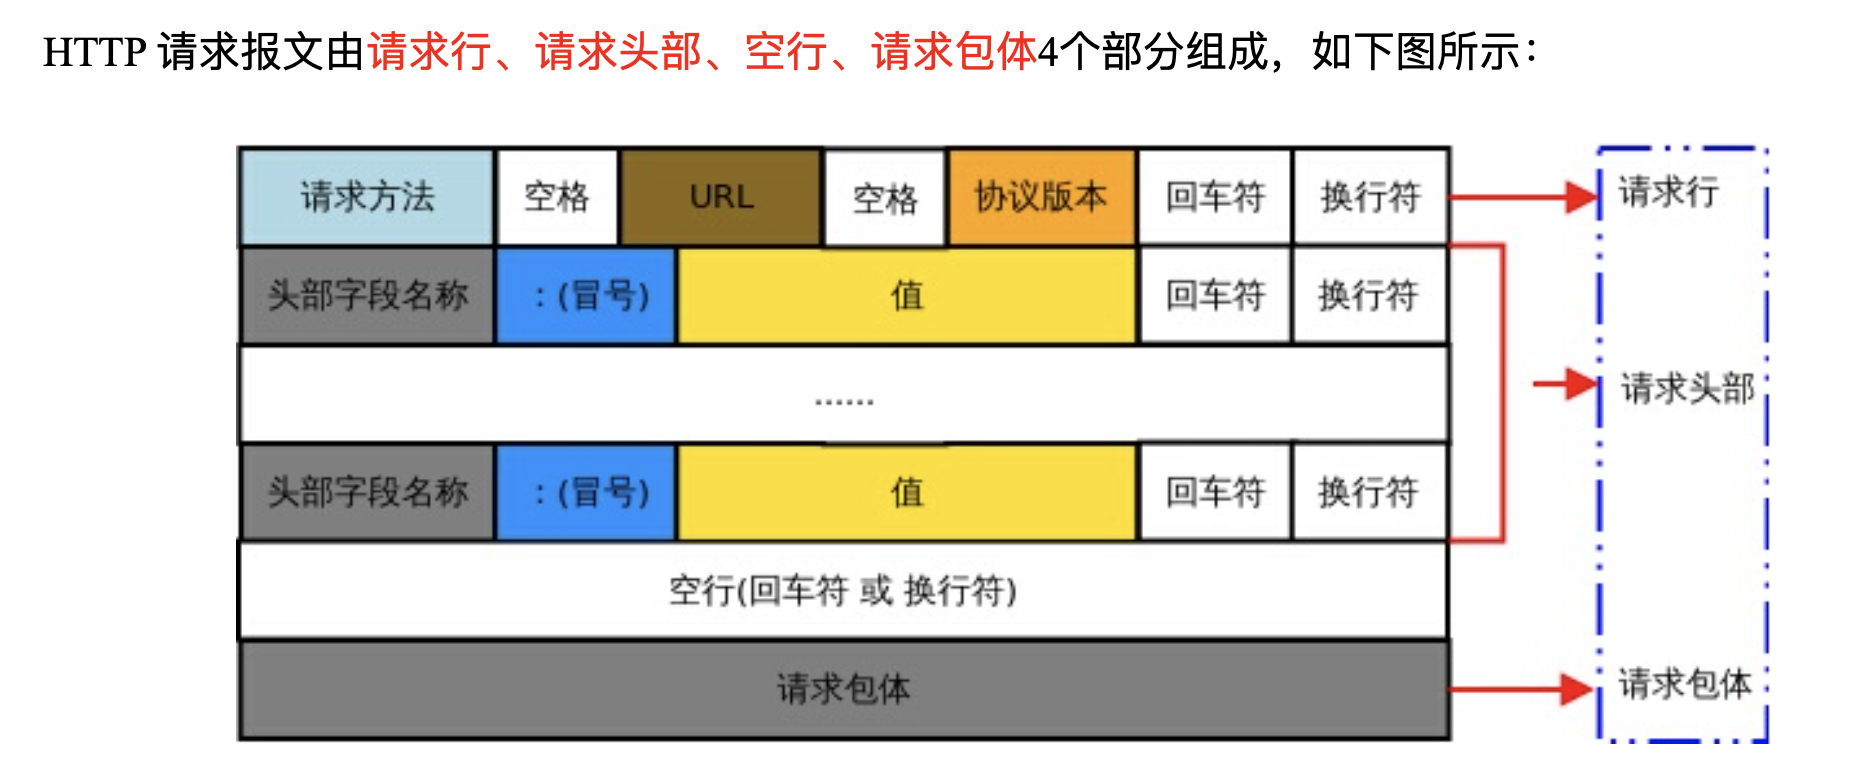 HTTP 请求报文由请求行、请求头部、空行、请求包体4个部分组成，如下图所示：
请求方法 空格 URL 空格 协议版本 回车符 换行符 请求行
头部字段名称 ：(冒号) 值 回车符 换行符
...... 请求头部
头部字段名称 ：(冒号) 值 回车符 换行符
空行(回车符 或 换行符)
请求包体 请求包体